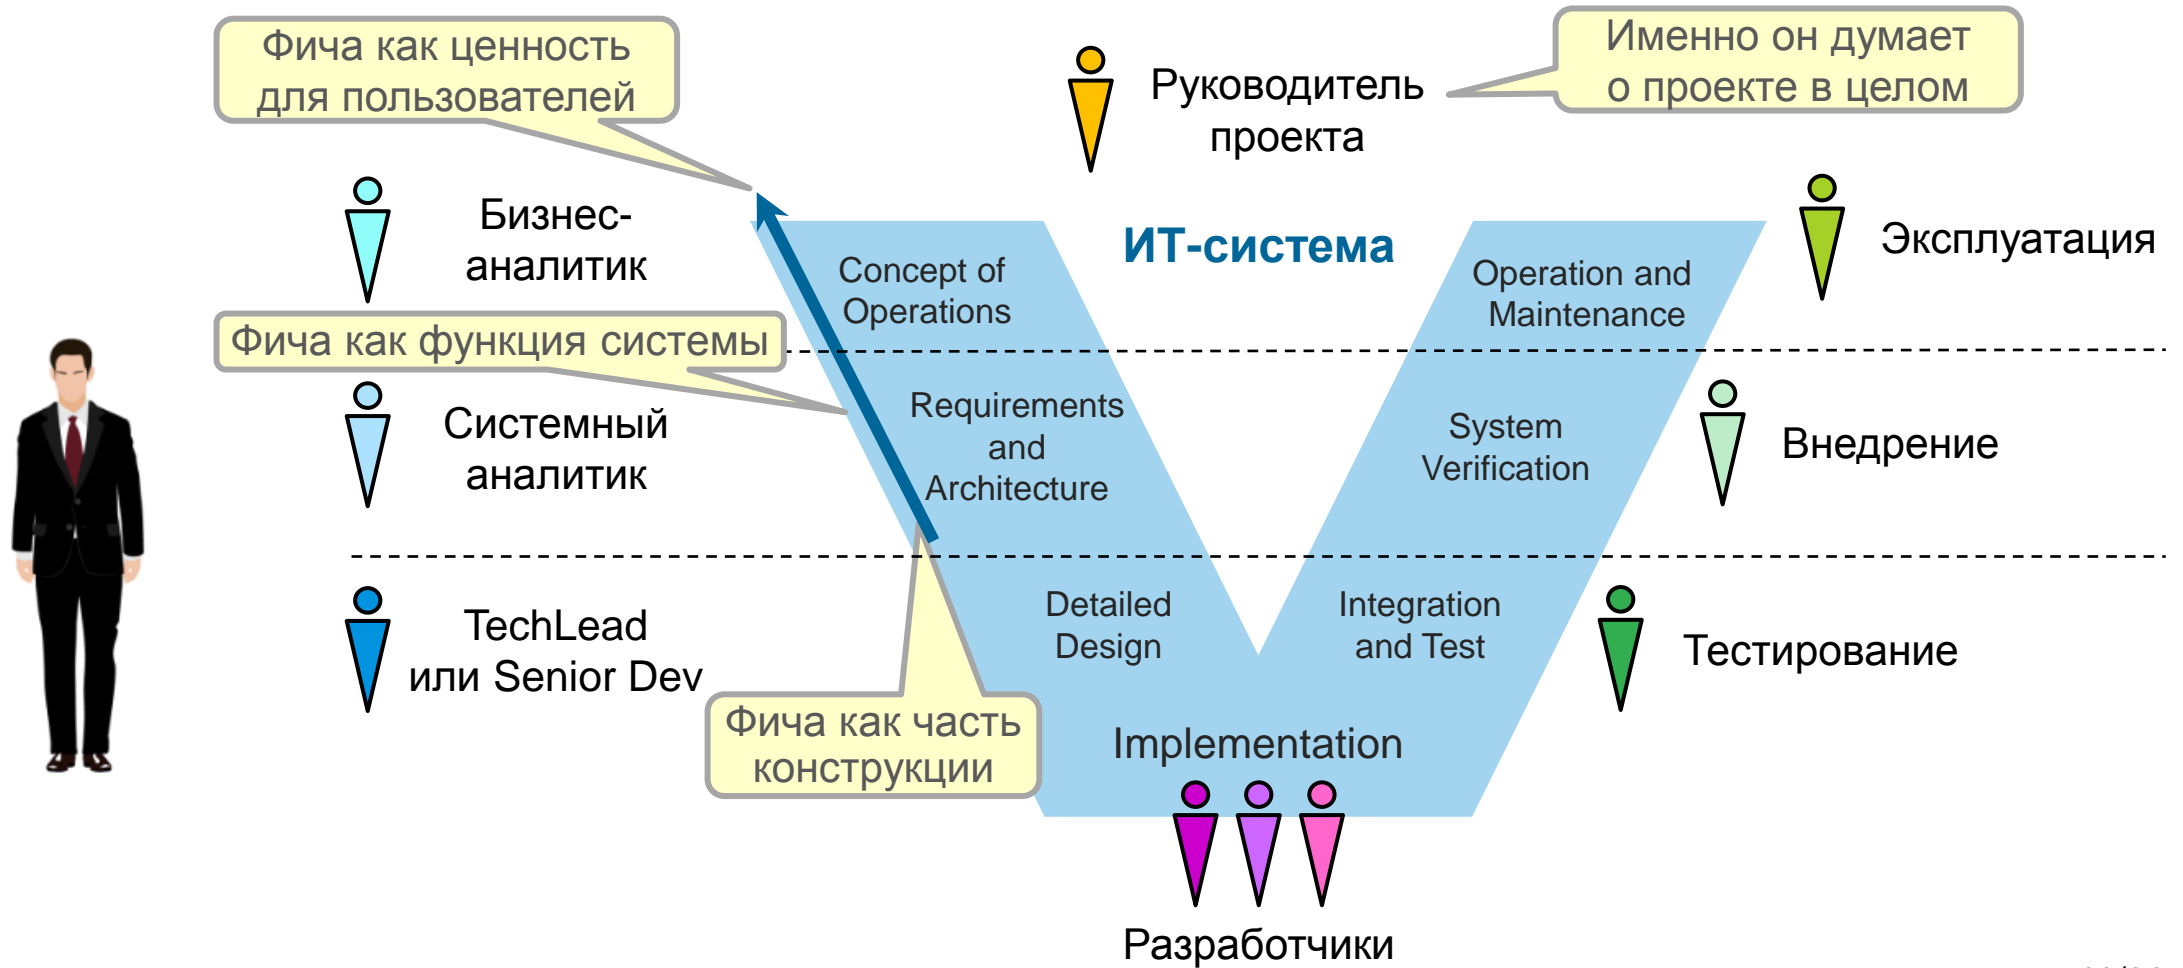 Фича как ценность
для пользователей
Руководитель
проекта
Именно он думает
о проекте в целом
Бизнес-
аналитик
Concept of
Operations
ИТ-система
Operation and
Maintenance
Эксплуатация
Фича как функция системы
Системный
аналитик
Requirements
and
Architecture
System
Verification
Внедрение
TechLead
или Senior Dev
Detailed
Design
Integration
and Test
Тестирование
Фича как часть
конструкции
Implementation
Разработчики